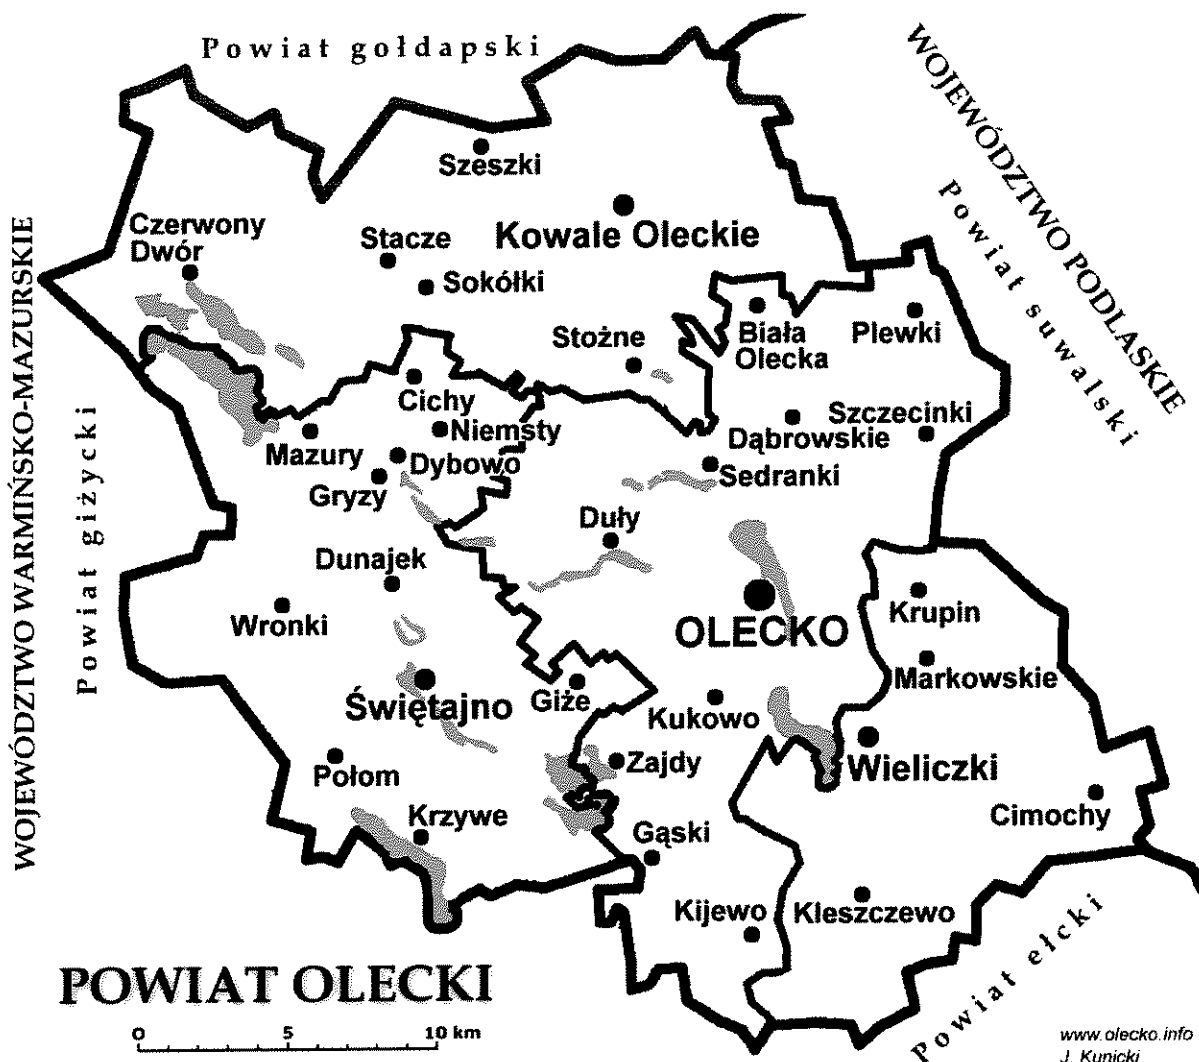 Powiat gołdapski
WOJEWÓDZTWO PODLASKIE
Powiat suwalski
WOJEWÓDZTWO WARMIŃSKO-MAZURSKIE
Powiat giżycki
Szeszki
Czerwony
Dwór
Stacze
Kowale Oleckie
Sokółki
Stożne
Biała
Olecka
Plewki
Cichy
Szczecinki
Niemsty
Dąbrowskie
Mazury
Dybowo
Sedranki
Gryzy
Duły
Dunajek
Wronki
Krupin
OLECKO
Markowskie
Świętajno
Giże
Kukowo
Połom
Zajdy
Wieliczki
Krzywe
Cimochy
Gąski
Kijewo
Kleszczewo
Powiat ełcki
POWIAT OLECKI
0 5 10 km
www.olecko.info
J. Kunicki